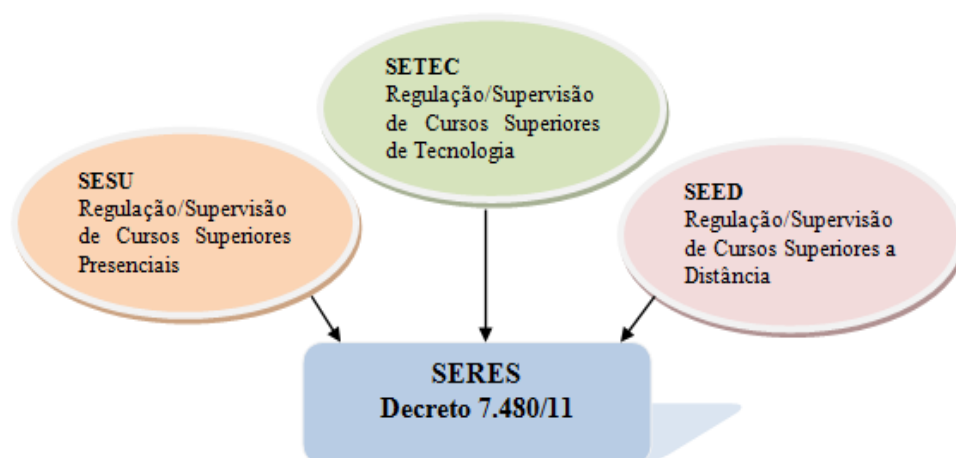 SETEC
Regulação/Supervisão
de Cursos Superiores
de Tecnologia
SESU
Regulação/Supervisão
de Cursos Superiores
Presenciais
SEED
Regulação/Supervisão
de Cursos Superiores a
Distância
SERES
Decreto 7.480/11